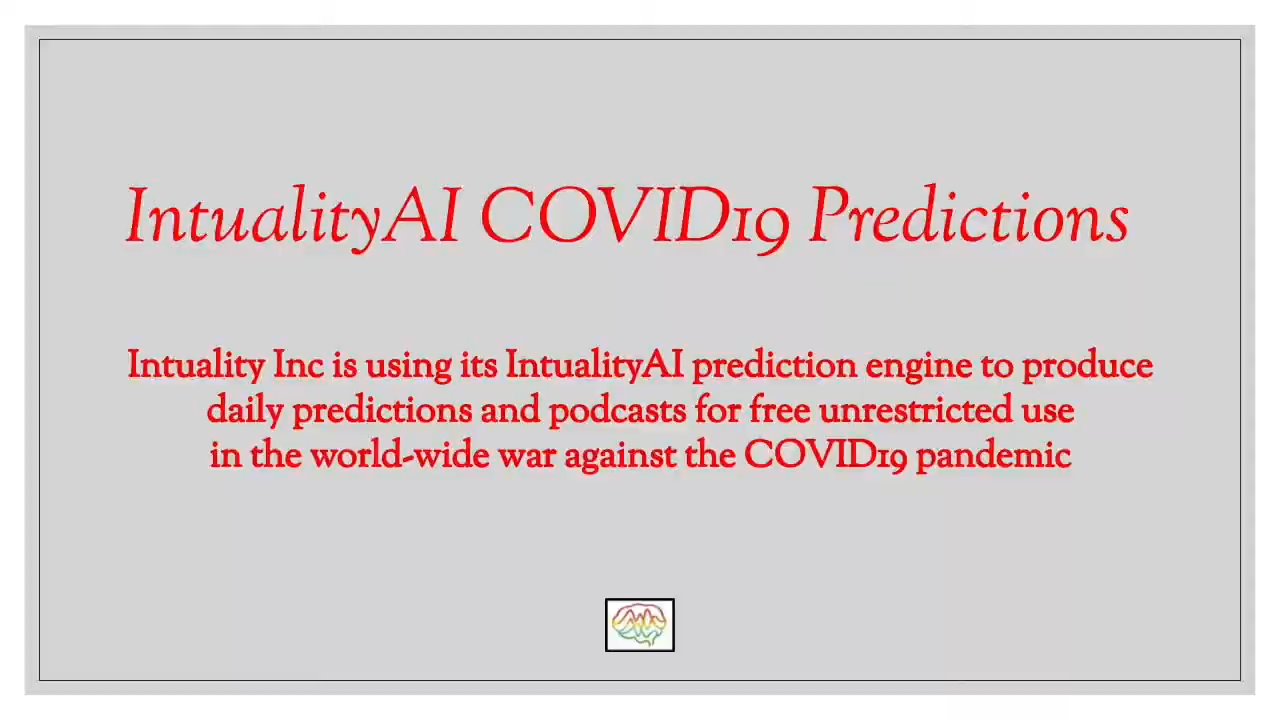 IntualityAI COVID19 Predictions
Intuality Inc is using its IntualityAI prediction engine to produce
daily predictions and podcasts for free unrestricted use
in the world-wide war against the COVID19 pandemic